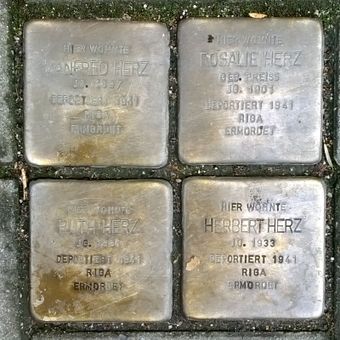 HIER WOHNTE
MANFRED HERZ
JG. 1937
DEPORTIERT 1941
RIGA
ERMORDET
HIER WOHNTE
ROSALIE HERZ
GEB. PREISS
JG. 1901
DEPORTIERT 1941
RIGA
ERMORDET
HIER WOHNTE
RUTH HERZ
JG.
DEPORTIERT 1941
RIGA
ERMORDET
HIER WOHNTE
HERBERT HERZ
JG. 1933
DEPORTIERT 1941
RIGA
ERMORDET